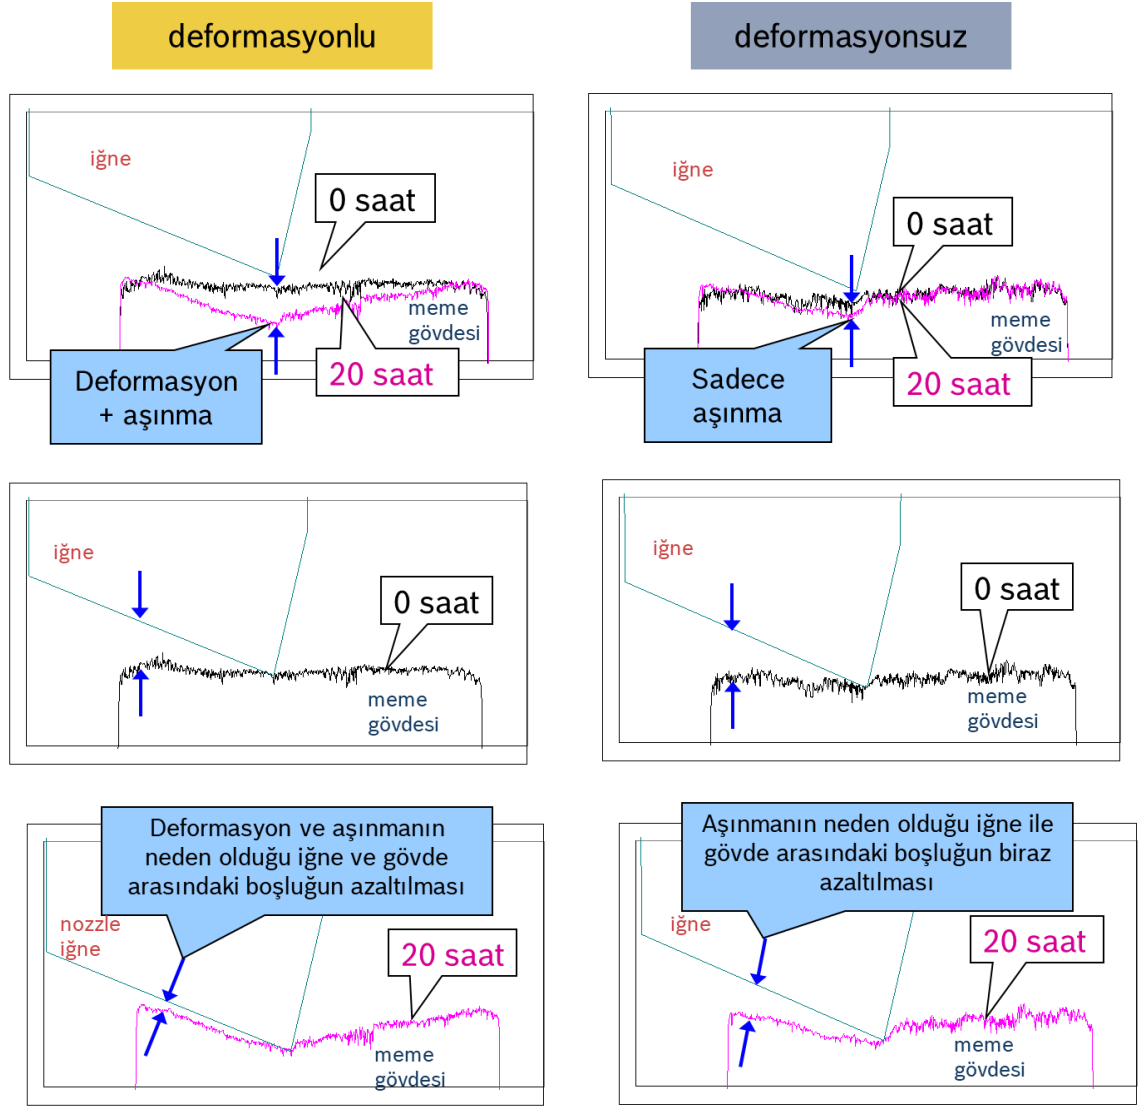 deformasyonlu
deformasyonsuz
iğne
0 saat
meme
gövdesi
20 saat
Deformasyon
+ aşınma
iğne
0 saat
meme
gövdesi
20 saat
Sadece
aşınma
iğne
0 saat
meme
gövdesi
iğne
0 saat
meme
gövdesi
Deformasyon ve aşınmanın
neden olduğu iğne ve gövde
arasındaki boşluğun azaltılması
nozzle
iğne
20 saat
meme
gövdesi
Aşınmanın neden olduğu iğne ile
gövde arasındaki boşluğun biraz
azaltılması
iğne
20 saat
meme
gövdesi